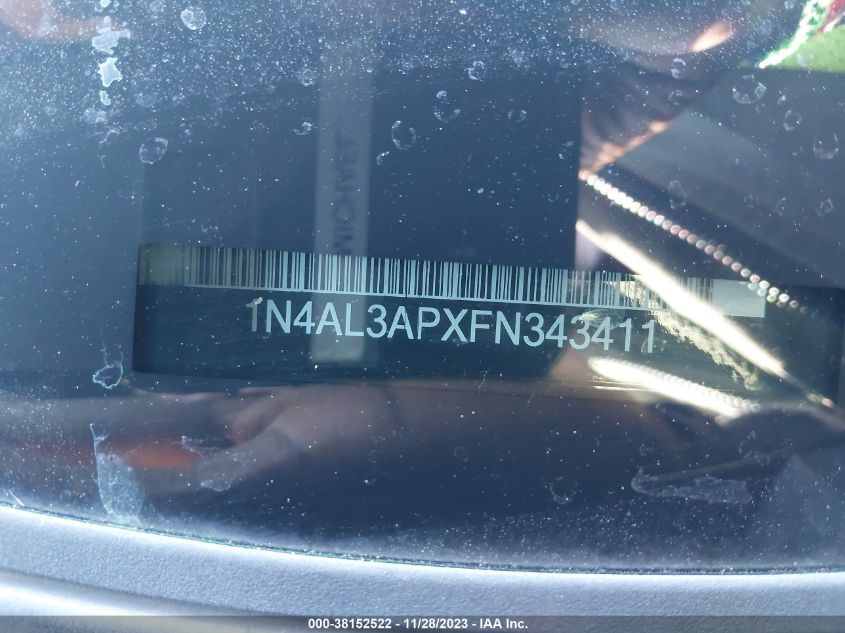 MICHAEL
1N4AL3APXFN343411
000-38152522 - 11/28/2023 - IAA Inc.